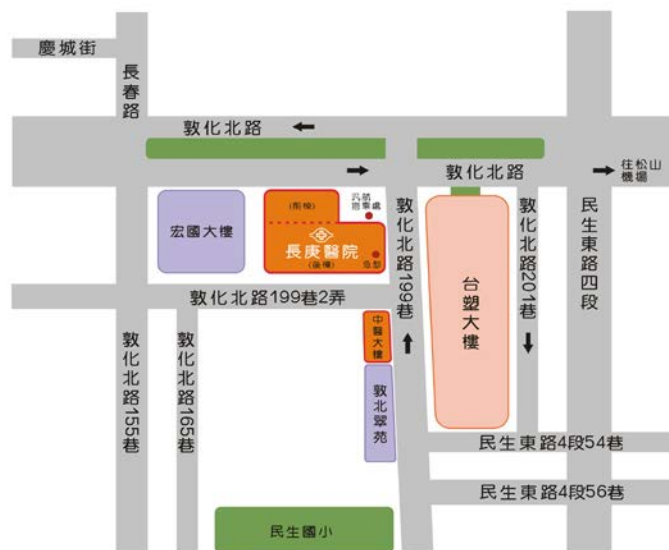 慶城街
長春路
敦化北路
敦化北路
往松山
機場
宏國大樓
(前棟)
長庚醫院
(後棟)
急診
敦化北路199巷
台塑大樓
敦化北路201巷
民生東路四段
敦化北路199巷2弄
中醫大樓
敦北翠苑
敦化北路155巷
敦化北路165巷
民生東路4段54巷
民生東路4段56巷
民生國小